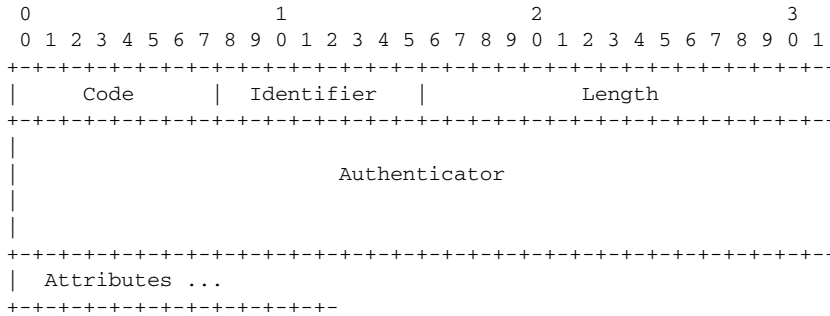 0                   1                   2                   3
0 1 2 3 4 5 6 7 8 9 0 1 2 3 4 5 6 7 8 9 0 1 2 3 4 5 6 7 8 9 0 1
+-+-+-+-+-+-+-+-+-+-+-+-+-+-+-+-+-+-+-+-+-+-+-+-+-+-+-+-+-+-+-+-
|     Code      |  Identifier   |            Length
+-+-+-+-+-+-+-+-+-+-+-+-+-+-+-+-+-+-+-+-+-+-+-+-+-+-+-+-+-+-+-+-
|
|                         Authenticator
|
|
+-+-+-+-+-+-+-+-+-+-+-+-+-+-+-+-+-+-+-+-+-+-+-+-+-+-+-+-+-+-+-+-
|  Attributes ...
+-+-+-+-+-+-+-+-+-+-+-+-+-